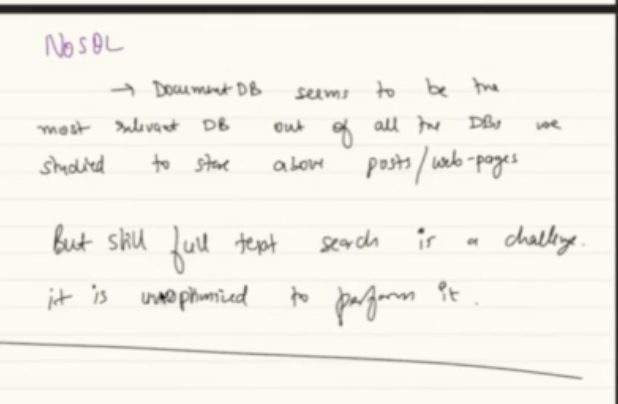 NoSQL
→ Document DB seems to be the
most relevant DB out of all the DBs we
studied to store above posts/web-pages
But still full text search is a challenge.
it is unoptimized to perform it.